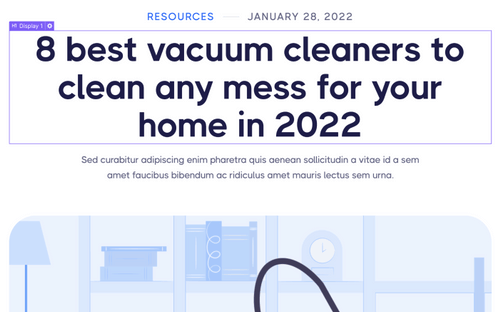 RESOURCES JANUARY 28, 2022
H1 Display 1
8 best vacuum cleaners to
clean any mess for your
home in 2022
Sed curabitur adipiscing enim pharetra quis aenean sollicitudin a vitae id a sem
amet faucibus bibendum ac ridiculus amet mauris lectus sem urna.